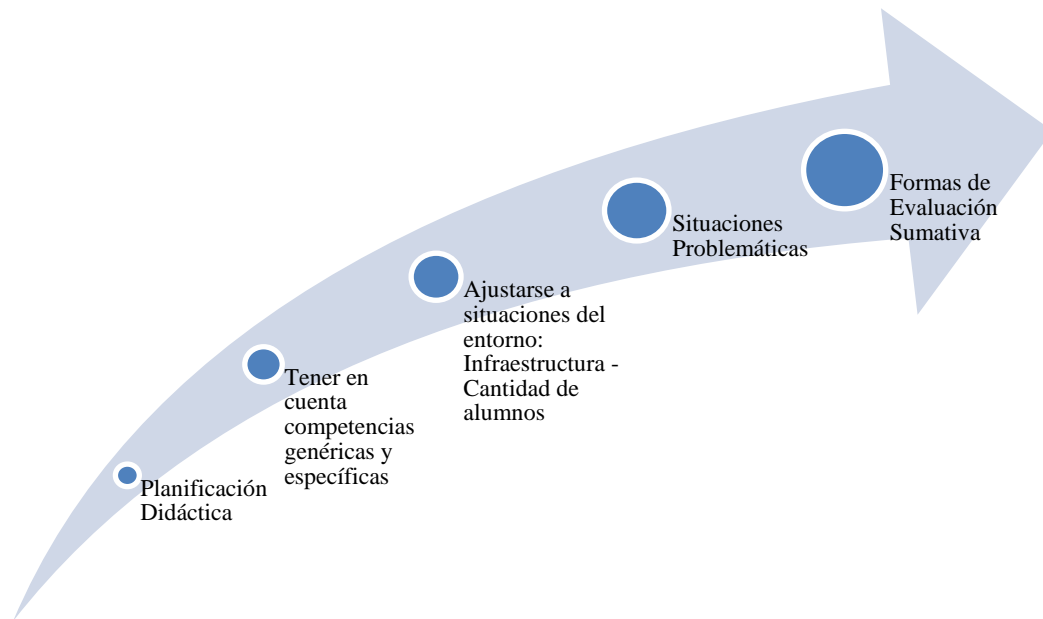 Planificación
Didáctica
Tener en
cuenta
competencias
genéricas y
específicas
Ajustarse a
situaciones del
entorno:
Infraestructura -
Cantidad de
alumnos
Situaciones
Problemáticas
Formas de
Evaluación
Sumativa